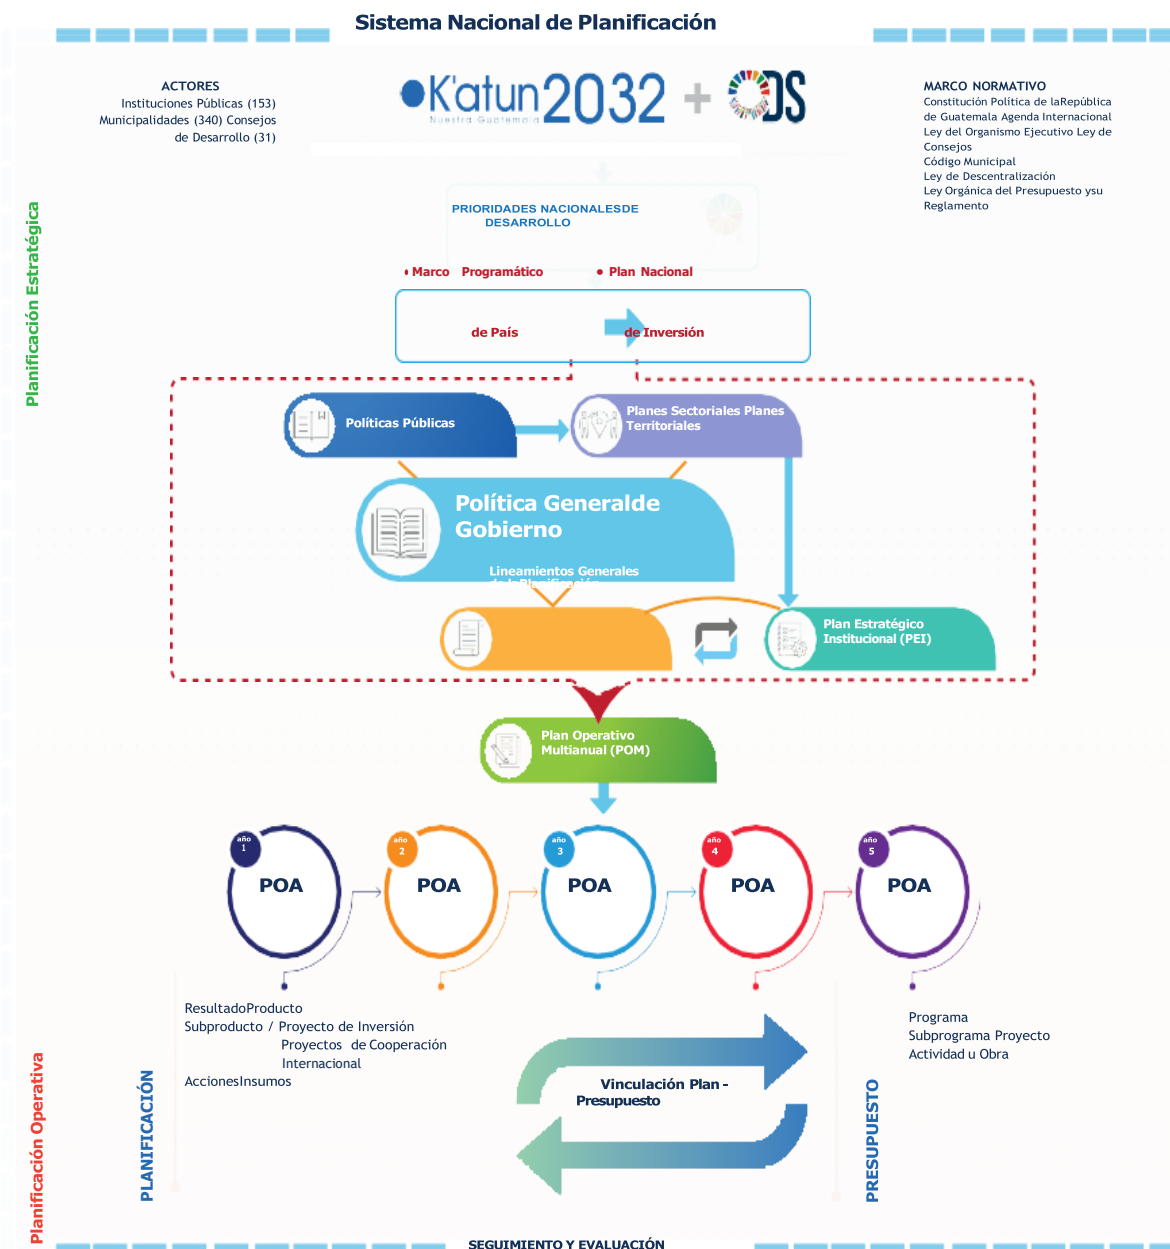 Sistema Nacional de Planificación
ACTORES
Instituciones Públicas (153)
Municipalidades (340) Consejos
de Desarrollo (31)
K'atun 2032 + ODS
Nuestra Guatemala
MARCO NORMATIVO
Constitución Política de laRepública
de Guatemala Agenda Internacional
Ley del Organismo Ejecutivo Ley de
Consejos
Código Municipal
Ley de Descentralización
Ley Orgánica del Presupuesto ysu
Reglamento
Planificación Estratégica
PRIORIDADES NACIONALESDE
DESARROLLO
• Marco Programático
• Plan Nacional
de País
de Inversión
Políticas Públicas
Planes Sectoriales Planes
Territoriales
Política Generalde
Gobierno
Lineamientos Generales
de laPlanificación
Plan Estratégico
Institucional (PEI)
Plan Operativo
Multianual (POM)
año
1
POA
año
2
POA
año
3
POA
año
4
POA
año
5
POA
Planificación Operativa
PLANIFICACIÓN
ResultadoProducto
Subproducto / Proyecto de Inversión
Proyectos de Cooperación
Internacional
AccionesInsumos
Vinculación Plan -
Presupuesto
PRESUPUESTO
Programa
Subprograma Proyecto
Actividad u Obra
SEGUIMIENTO Y EVALUACIÓN